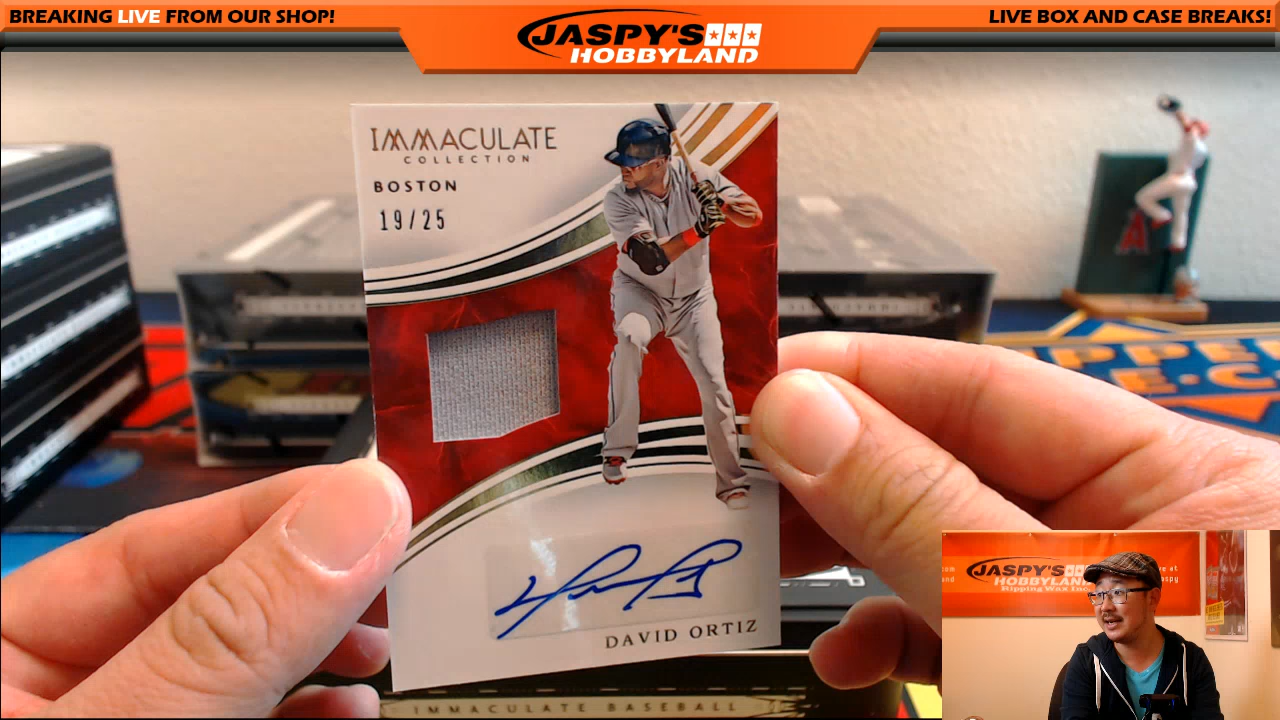 BREAKING LIVE FROM OUR SHOP!
JASPY'S
HOBBYLAND
LIVE BOX AND CASE BREAKS!
IMMACULATE
COLLECTION
BOSTON
19/25
A
DAVID ORTIZ
IMMACULATE BASEBALL
JASPY'S
HOBBYLAND
Ripping Wax Inc.